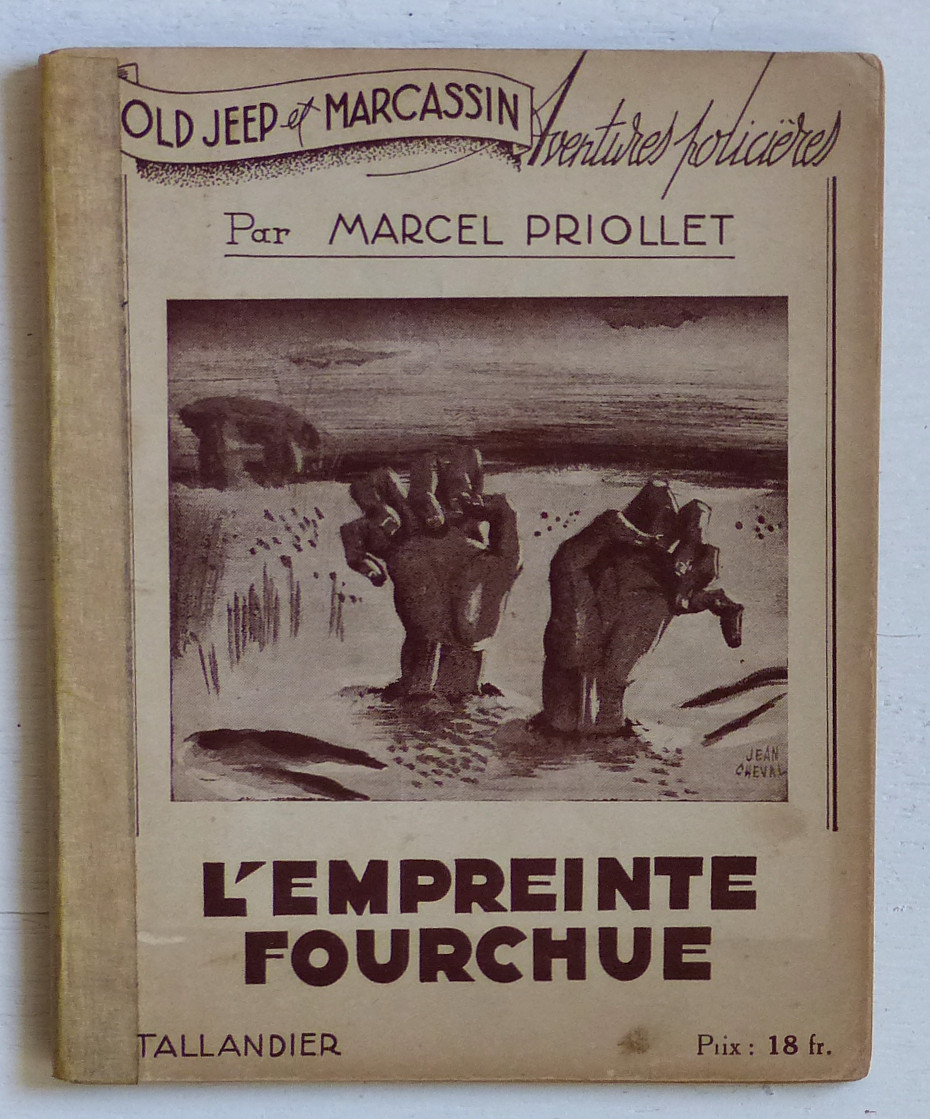 OLD JEEP et MARCASSIN Aventures policières
Par MARCEL PRIOLLET
JEAN
CHEVAL
L'EMPREINTE
FOURCHUE
TALLANDIER Prix : 18 fr.